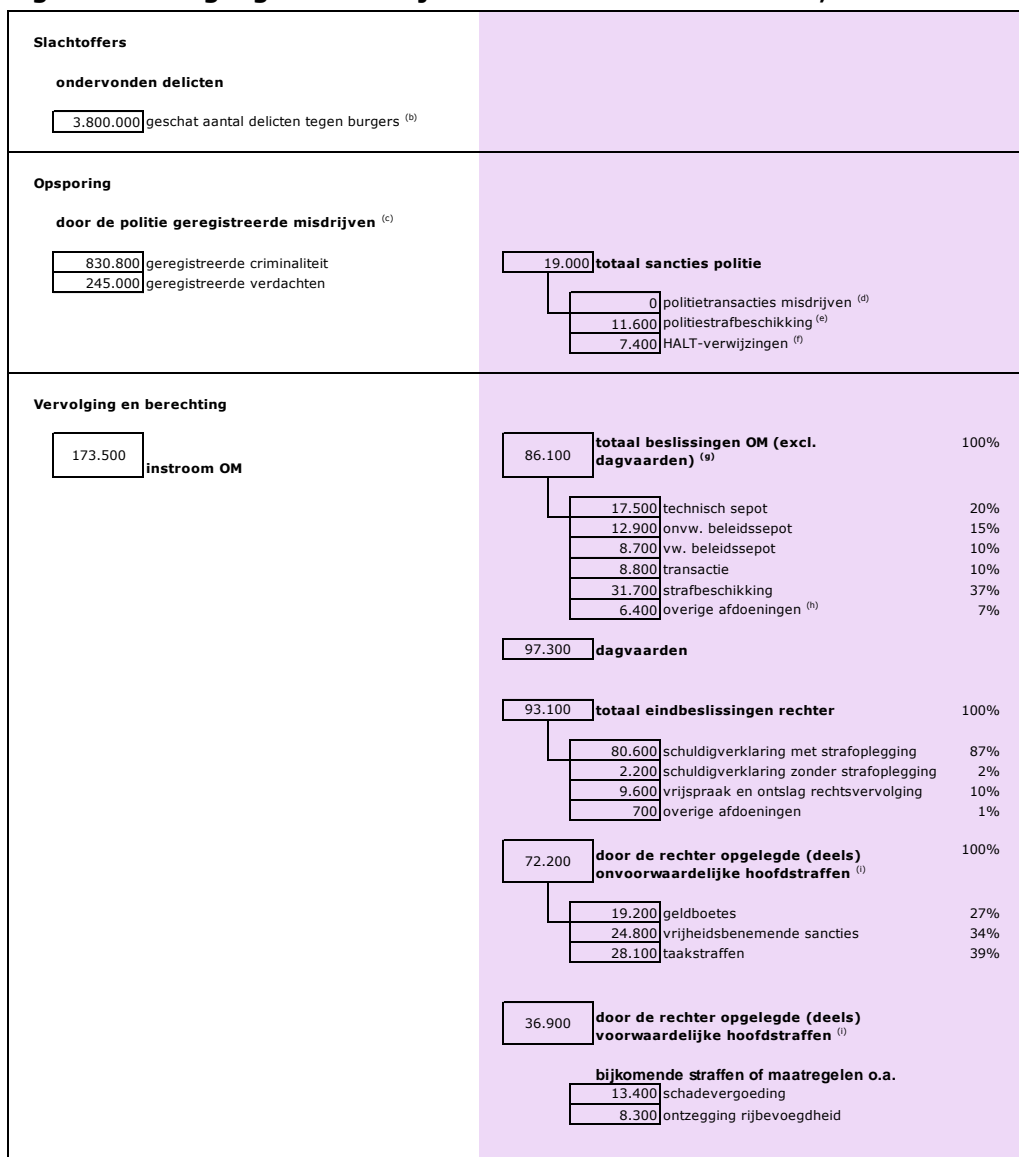 Slachtoffers
ondervonden delicten
3.800.000 geschat aantal delicten tegen burgers (b)
Opsporing
door de politie geregistreerde misdrijven (c)
830.800 geregistreerde criminaliteit
245.000 geregistreerde verdachten
19.000 totaal sancties politie
0 politietransacties misdrijven (d)
11.600 politiestrafbeschikking (e)
7.400 HALT-verwijzingen (f)
Vervolging en berechting
173.500 instroom OM
86.100 totaal beslissingen OM (excl. 100%
dagvaarden) (g)
17.500 technisch sepot 20%
12.900 onvw. beleidssepot 15%
8.700 vw. beleidssepot 10%
8.800 transactie 10%
31.700 strafbeschikking 37%
6.400 overige afdoeningen (h) 7%
97.300 dagvaarden
93.100 totaal eindbeslissingen rechter 100%
80.600 schuldigverklaring met strafoplegging 87%
2.200 schuldigverklaring zonder strafoplegging 2%
9.600 vrijspraak en ontslag rechtsvervolging 10%
700 overige afdoeningen 1%
72.200 door de rechter opgelegde (deels) 100%
onvoorwaardelijke hoofdstraffen (i)
19.200 geldboetes 27%
24.800 vrijheidsbenemende sancties 34%
28.100 taakstraffen 39%
36.900 door de rechter opgelegde (deels)
voorwaardelijke hoofdstraffen (i)
bijkomende straffen of maatregelen o.a.
13.400 schadevergoeding
8.300 ontzegging rijbevoegdheid